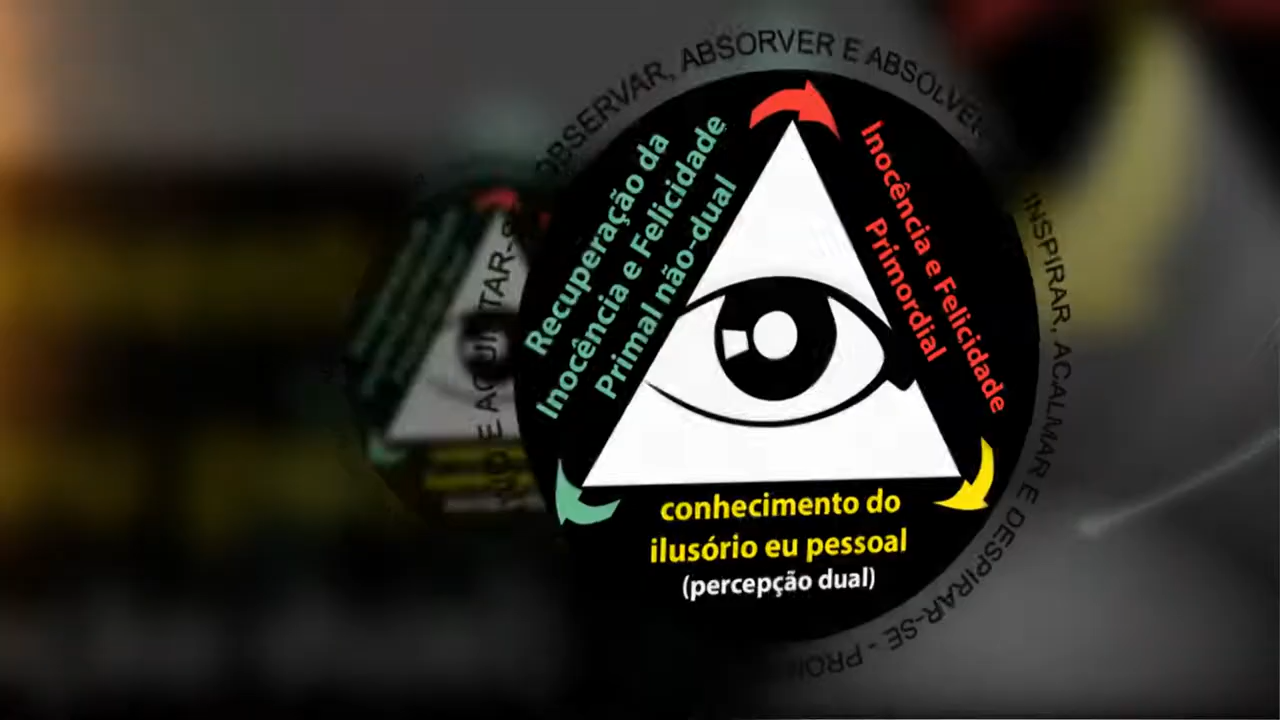 OBSERVAR, ABSORVER E ABSOLVER
INSPIRAR, ACALMAR E DESPIRAR-SE -
Recuperação da
Inocência e Felicidade
Primal não-dual
Inocência e Felicidade
Primordial
conhecimento do
ilusório eu pessoal
(percepção dual)